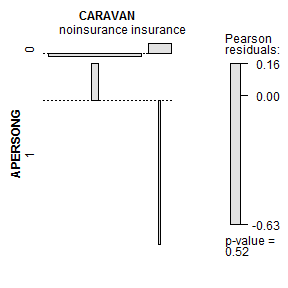 CARAVAN
noinsurance insurance
APERSONG
0
1
Pearson
residuals:
0.16
0.00
-0.63
p-value =
0.52